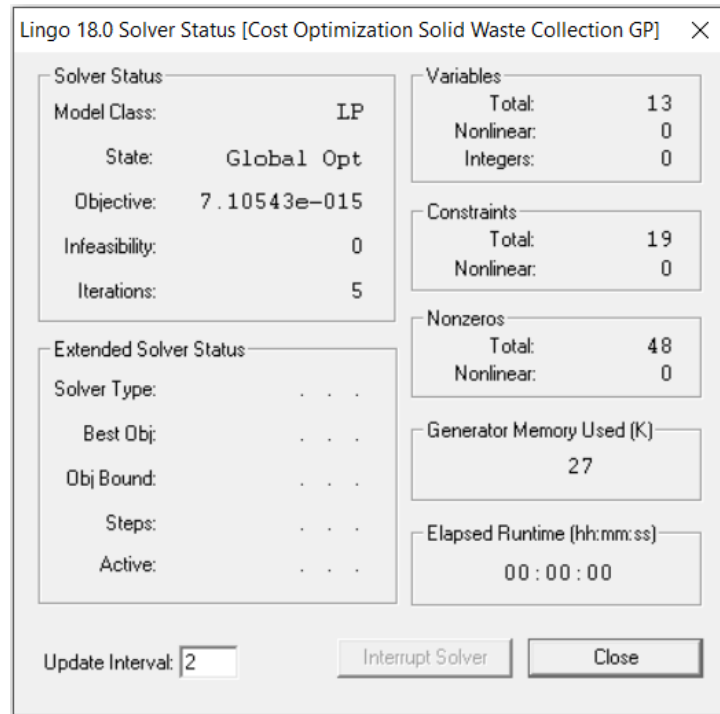 Lingo 18.0 Solver Status [Cost Optimization Solid Waste Collection GP]
Solver Status
Model Class: LP
State: Global Opt
Objective: 7.10543e-015
Infeasibility: 0
Iterations: 5
Extended Solver Status
Solver Type: . . .
Best Obj: . . .
Obj Bound: . . .
Steps: . . .
Active: . . .
Variables
Total: 13
Nonlinear: 0
Integers: 0
Constraints
Total: 19
Nonlinear: 0
Nonzeros
Total: 48
Nonlinear: 0
Generator Memory Used (K)
27
Elapsed Runtime (hh:mm:ss)
00:00:00
Update Interval: 2
Interrupt Solver
Close